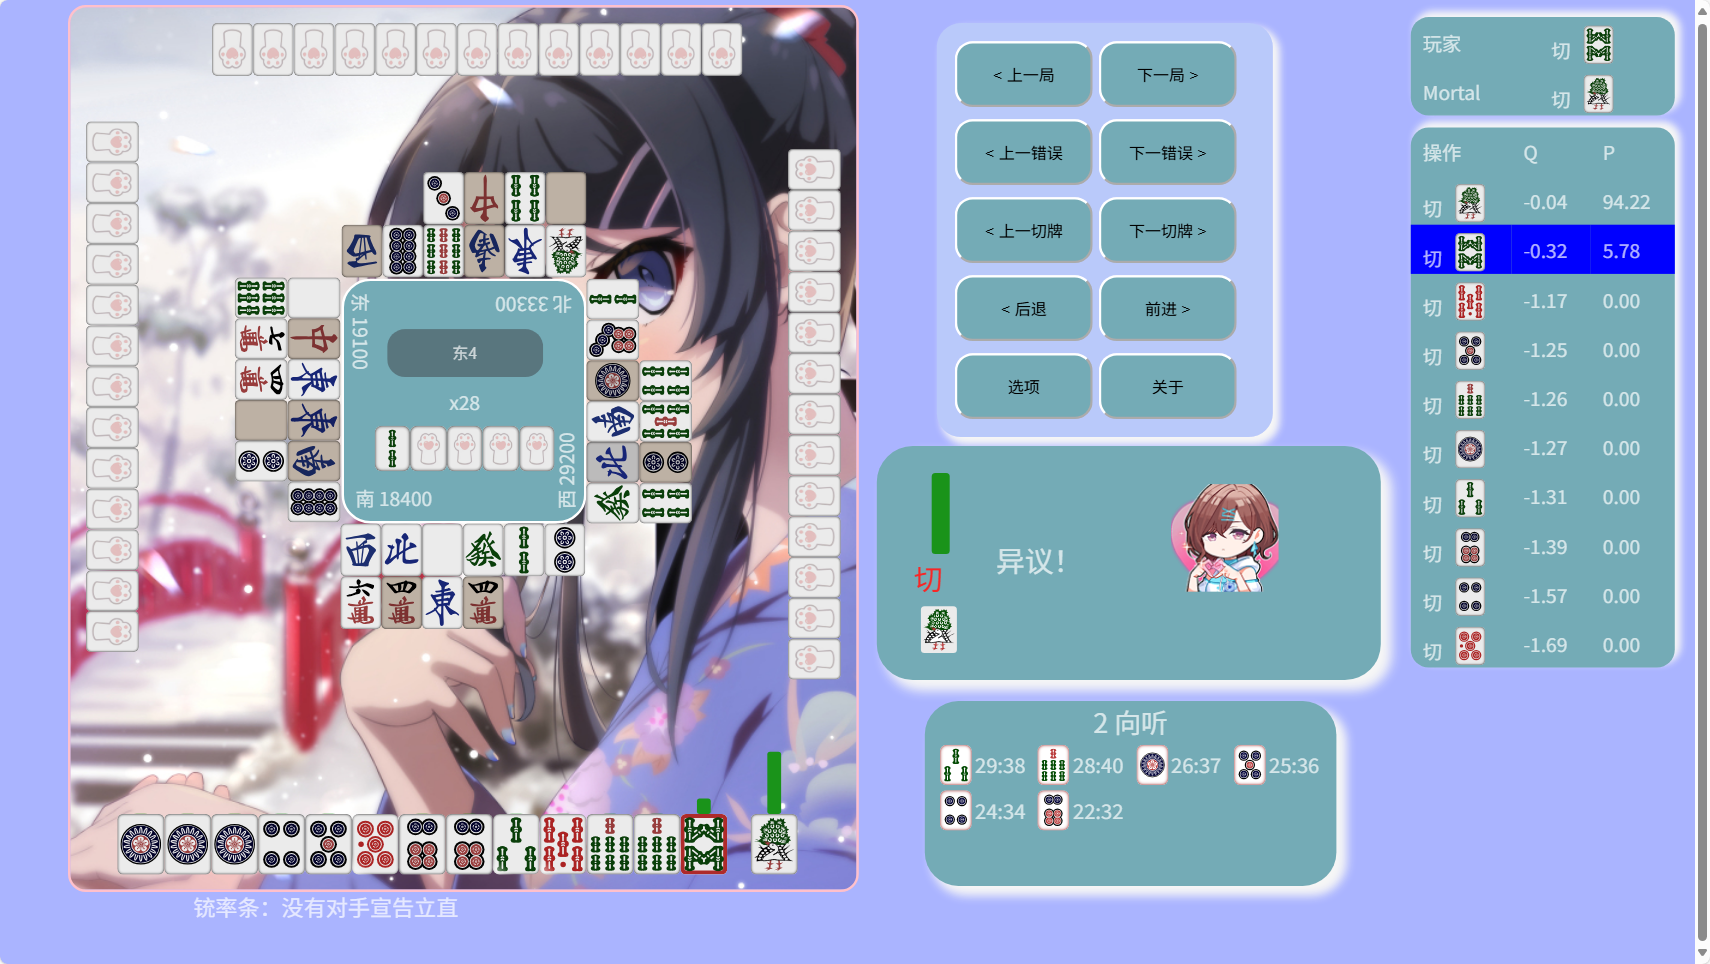 东 19100
北 33300
东4
x28
南 18400
西 29200
铳率条：没有对手宣告立直
< 上一局
下一局 >
< 上一错误
下一错误 >
< 上一切牌
下一切牌 >
< 后退
前进 >
选项
关于
切
异议！
2 向听
29:38 28:40 26:37 25:36
24:34 22:32
玩家 切
Mortal 切
操作 Q P
切 -0.04 94.22
切 -0.32 5.78
切 -1.17 0.00
切 -1.25 0.00
切 -1.26 0.00
切 -1.27 0.00
切 -1.31 0.00
切 -1.39 0.00
切 -1.57 0.00
切 -1.69 0.00